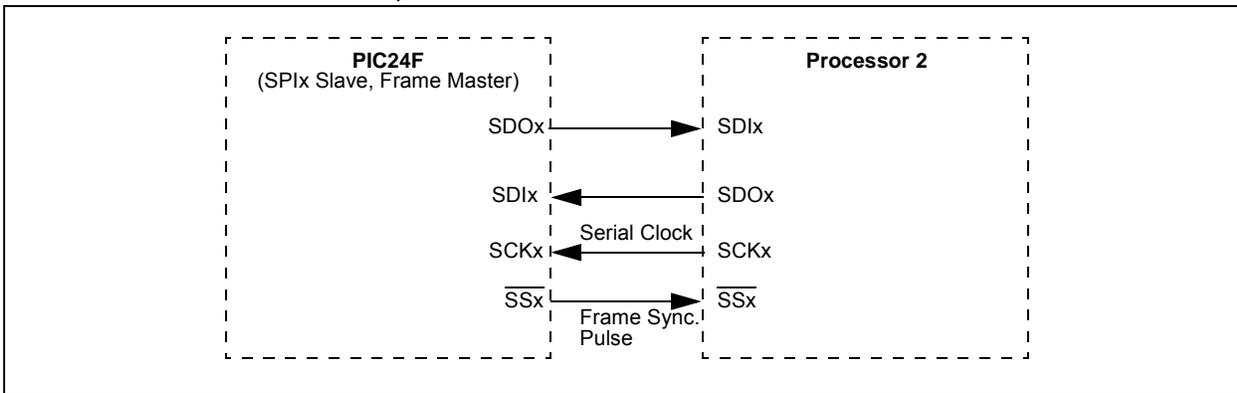 PIC24F Processor 2
(SPIx Slave, Frame Master)
SDOx SDIx
SDIx SDOx
Serial Clock
SCKx SCKx
SSx SSx
Frame Sync.
Pulse